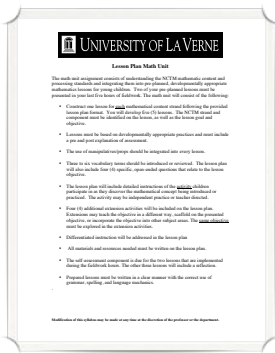 UNIVERSITY OF LA VERNE
Lesson Plan Math Unit
The math unit assignment consists of understanding the NCTM mathematic content and
processing standards and integrating them into pre-planned, developmentally appropriate
mathematics lessons for young children. Two of your pre-planned lessons must be
presented in your last five hours of fieldwork. The math unit will consist of the following:
• Construct one lesson for each mathematical content strand following the provided
lesson plan format. You will develop five (5) lessons. The NCTM strand and
component must be identified on the lesson, as well as the lesson goal and
objective.
• Lessons must be based on developmentally appropriate practices and must include
a pre and post explanation of assessment.
• The use of manipulatives/props should be integrated into every lesson.
• Three to six vocabulary items should be introduced or reviewed. The lesson plan
will also include four (4) specific, open-ended questions that relate to the lesson
objective.
• The lesson plan will include detailed instructions of the activity children
participate in as they discover the mathematical concept being introduced or
practiced. The activity may be independent practice or teacher directed.
• Four (4) additional extension activities will be included on the lesson plan.
Extensions may teach the objective in a different way, scaffold on the presented
objective, or incorporate the objective into other subject areas. The same objective
must be explored in the extension activities.
• Differentiated instruction will be addressed in the lesson plan
• All materials and resources needed must be written on the lesson plan.
• The self assessment component is due for the two lessons that are implemented
during the fieldwork hours. The other three lessons will include a reflection.
• Prepared lessons must be written in a clear manner with the correct use of
grammar, spelling, and language mechanics.
Modification of this syllabus may be made at any time at the discretion of the professor or the department.